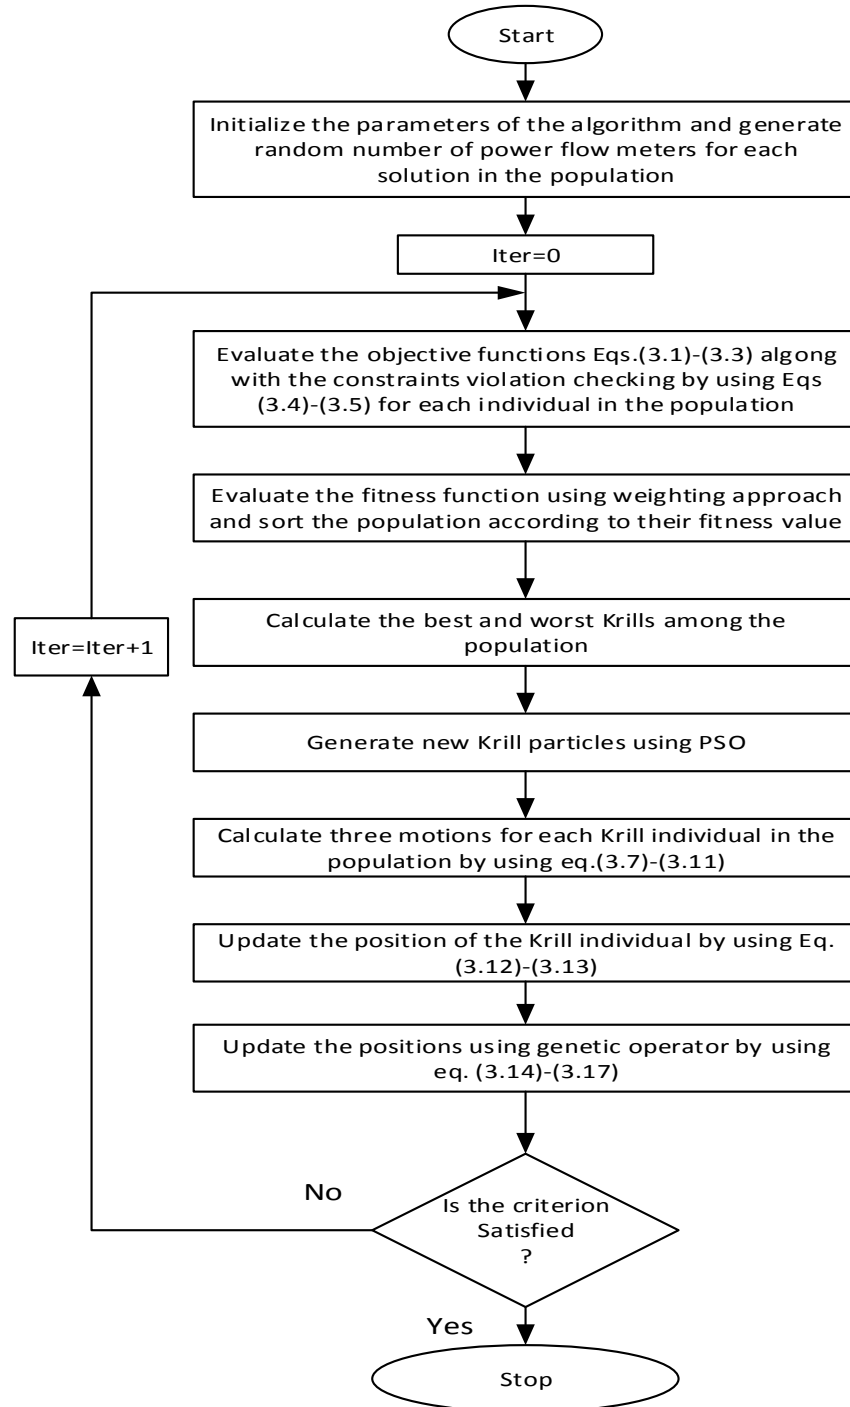 Start
Initialize the parameters of the algorithm and generate
random number of power flow meters for each
solution in the population
Iter=0
Evaluate the objective functions Eqs.(3.1)-(3.3) algong
with the constraints violation checking by using Eqs
(3.4)-(3.5) for each individual in the population
Evaluate the fitness function using weighting approach
and sort the population according to their fitness value
Calculate the best and worst Krills among the
population
Iter=Iter+1
Generate new Krill particles using PSO
Calculate three motions for each Krill individual in the
population by using eq.(3.7)-(3.11)
Update the position of the Krill individual by using Eq.
(3.12)-(3.13)
Update the positions using genetic operator by using
eq. (3.14)-(3.17)
No
Is the criterion
Satisfied
?
Yes
Stop